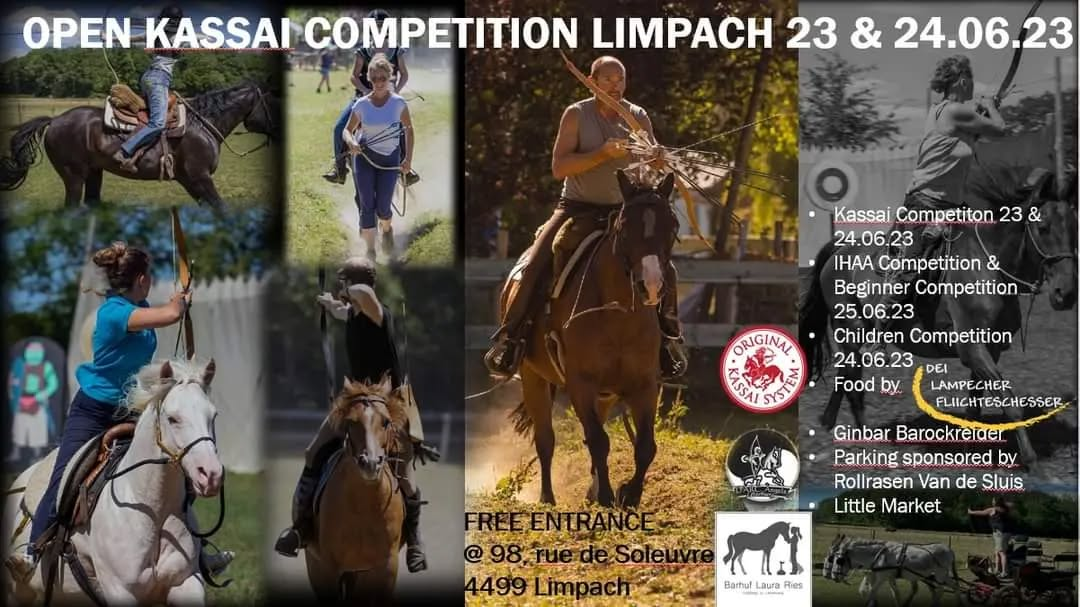 OPEN KASSAI COMPETITION LIMPACH 23 & 24.06.23
• Kassai Competiton 23 &
24.06.23
• IHAA Competition &
Beginner Competition
25.06.23
• Children Competition
24.06.23
• Food by
DEI
LAMPECHER
FLIICHTESCHESSER
• Ginbar Barockreider
• Parking sponsored by
Rollrasen Van de Sluis
• Little Market
ORIGINAL
KASSAI SYSTEM
FREE ENTRANCE
@ 98, rue de Soleuvre
4499 Limpach
Barhuf Laura Ries